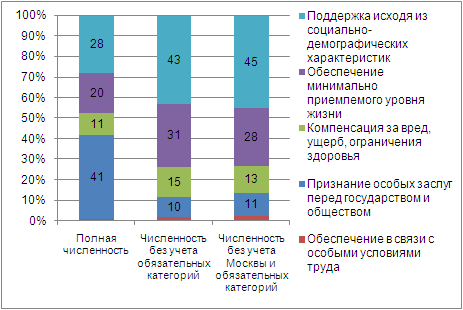 100%
90%
80%
70%
60%
50%
40%
30%
20%
10%
0%
28
20
11
41
43
31
15
10
45
28
13
11
Полная
численность
Численность
без учета
обязательных
категорий
Численность
без учета
Москвы и
обязательных
категорий
Поддержка исходя из
социально-
демографических
характеристик
Обеспечение
минимально
приемлемого уровня
жизни
Компенсация за вред,
ущерб, ограничения
здоровья
Признание особых заслуг
перед государством и
обществом
Обеспечение в связи с
особыми условиями
труда